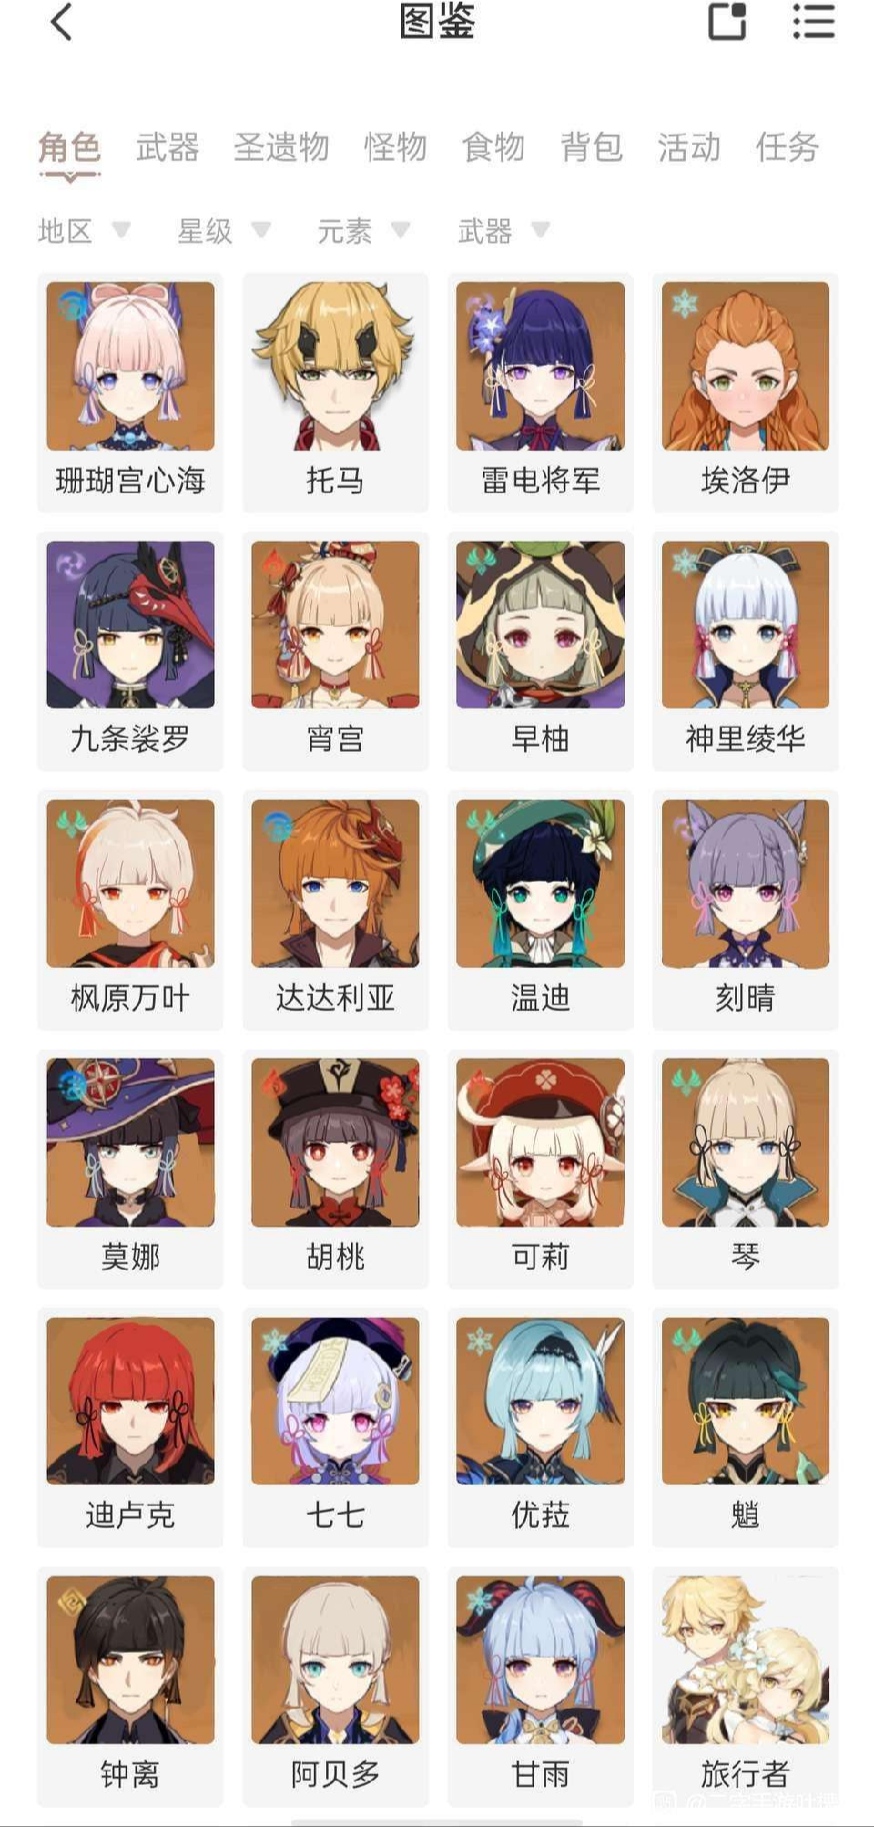 图鉴
角色 武器 圣遗物 怪物 食物 背包 活动 任务
地区 星级 元素 武器
珊瑚宫心海 托马 雷电将军 埃洛伊
九条裟罗 宵宫 早柚 神里绫华
枫原万叶 达达利亚 温迪 刻晴
莫娜 胡桃 可莉 琴
迪卢克 七七 优菈 魈
钟离 阿贝多 甘雨 旅行者